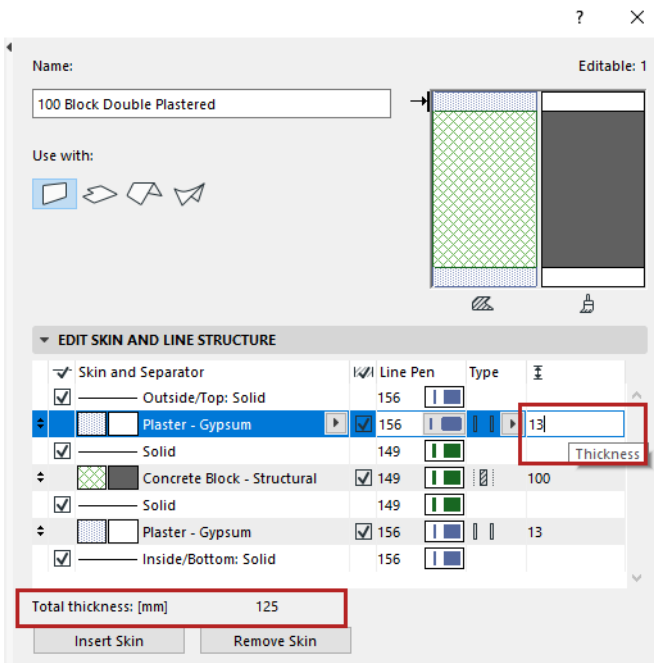 ?
Name:
Editable: 1
100 Block Double Plastered
Use with:
EDIT SKIN AND LINE STRUCTURE
Skin and Separator Line Pen Type
Outside/Top: Solid 156
Plaster - Gypsum 156 13
Solid 149
Thickness
Concrete Block - Structural 149 100
Solid 149
Plaster - Gypsum 156 13
Inside/Bottom: Solid 156
Total thickness: [mm] 125
Insert Skin Remove Skin